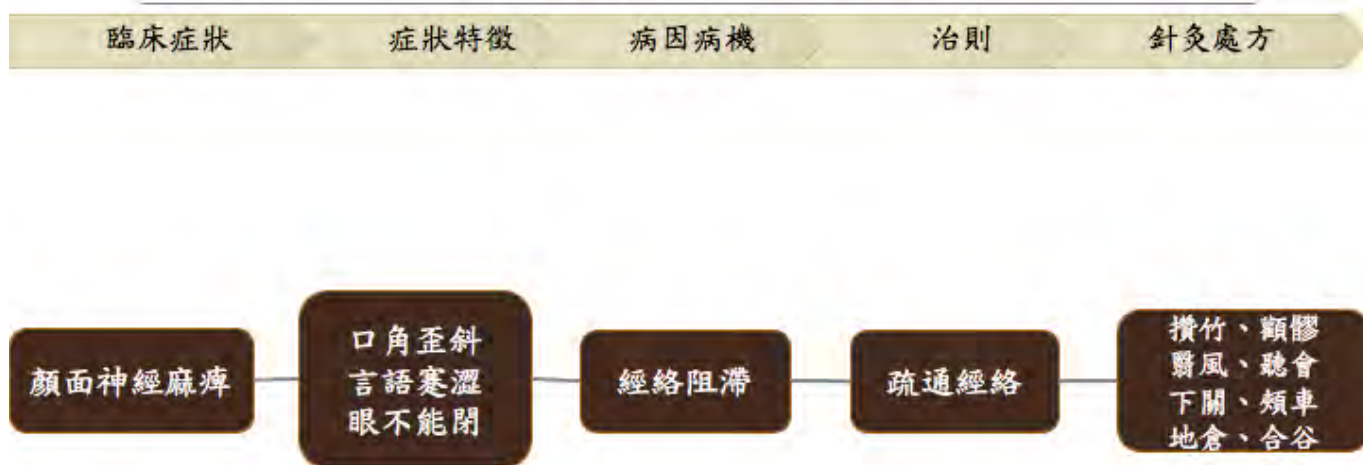 臨床症狀
症狀特徵
病因病機
治則
針灸處方
顏面神經麻痺
口角歪斜
言語蹇澀
眼不能閉
經絡阻滯
疏通經絡
攢竹、顴髎
翳風、聽會
下關、頰車
地倉、合谷